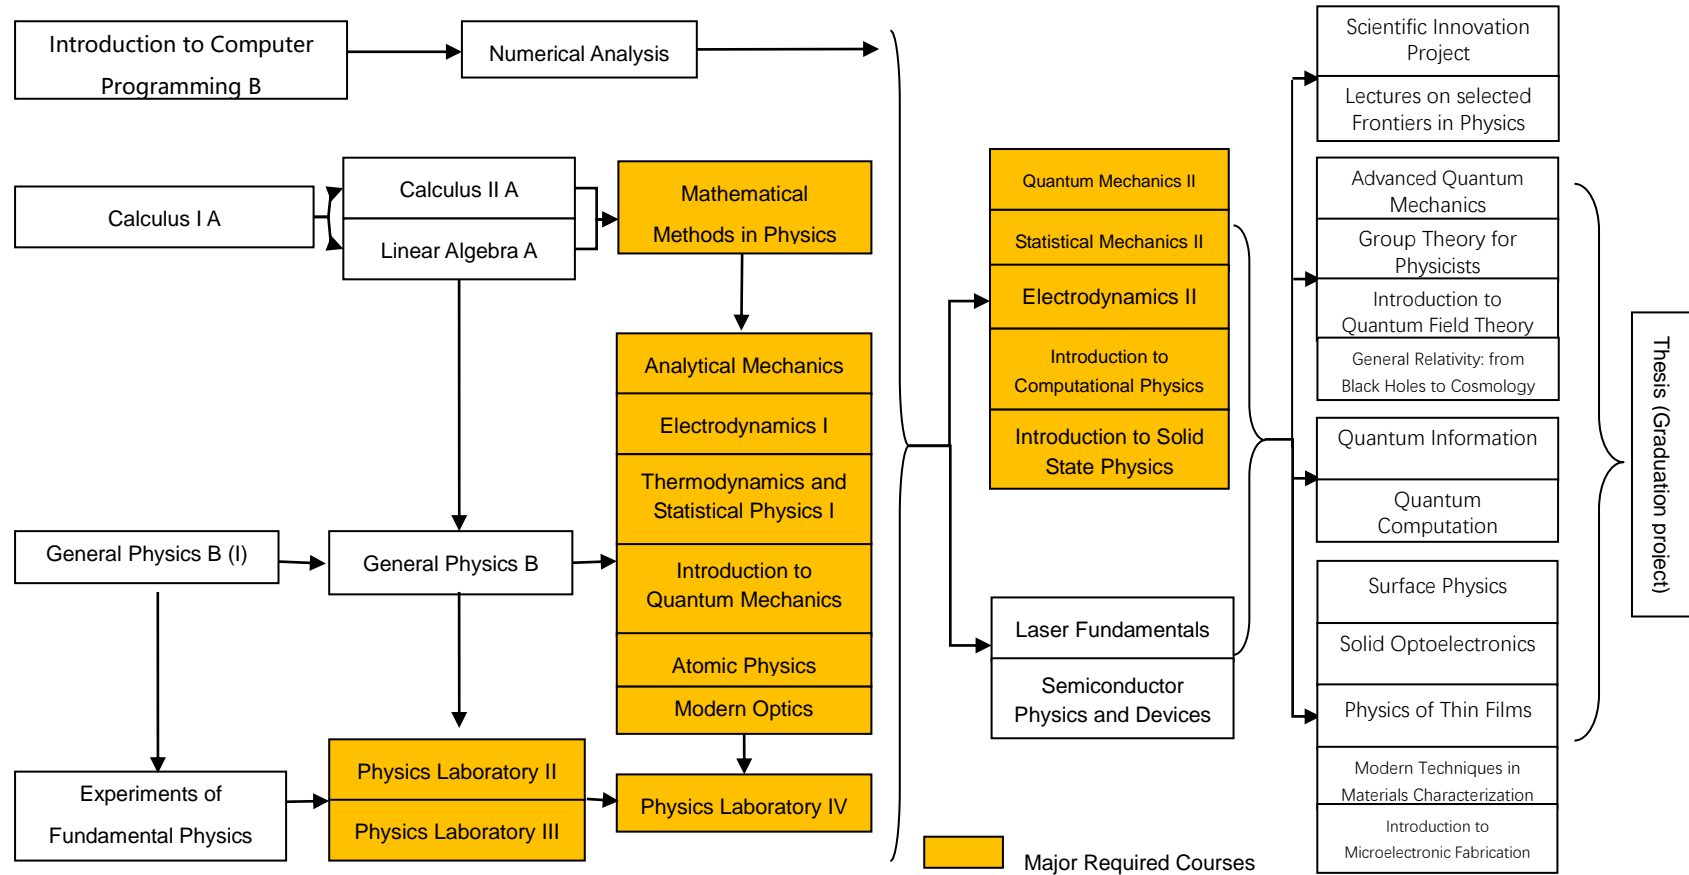 Introduction to Computer
Programming B
Numerical Analysis
Calculus I A
Calculus II A
Linear Algebra A
Mathematical
Methods in Physics
Analytical Mechanics
Electrodynamics I
Thermodynamics and
Statistical Physics I
Introduction to
Quantum Mechanics
Atomic Physics
Modern Optics
General Physics B (I)
General Physics B
Experiments of
Fundamental Physics
Physics Laboratory II
Physics Laboratory III
Physics Laboratory IV
Quantum Mechanics II
Statistical Mechanics II
Electrodynamics II
Introduction to
Computational Physics
Introduction to Solid
State Physics
Laser Fundamentals
Semiconductor
Physics and Devices
Major Required Courses
Scientific Innovation
Project
Lectures on selected
Frontiers in Physics
Advanced Quantum
Mechanics
Group Theory for
Physicists
Introduction to
Quantum Field Theory
General Relativity: from
Black Holes to Cosmology
Quantum Information
Quantum
Computation
Surface Physics
Solid Optoelectronics
Physics of Thin Films
Modern Techniques in
Materials Characterization
Introduction to
Microelectronic Fabrication
Thesis (Graduation project)